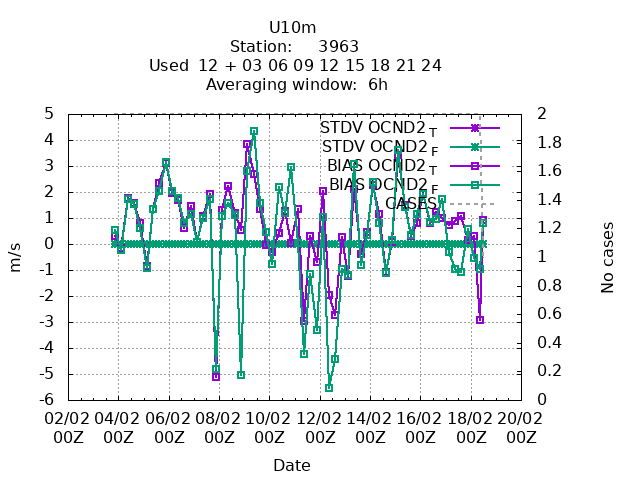 U10m
Station: 3963
Used 12 + 03 06 09 12 15 18 21 24
Averaging window: 6h
STDV OCND2 T
STDV OCND2 F
BIAS OCND2 T
BIAS OCND2 F
CASES
5
4
3
2
1
0
-1
-2
-3
-4
-5
-6
m/s
2
1.8
1.6
1.4
1.2
1
0.8
0.6
0.4
0.2
0
No cases
02/02 04/02 06/02 08/02 10/02 12/02 14/02 16/02 18/02 20/02
00Z 00Z 00Z 00Z 00Z 00Z 00Z 00Z 00Z 00Z
Date